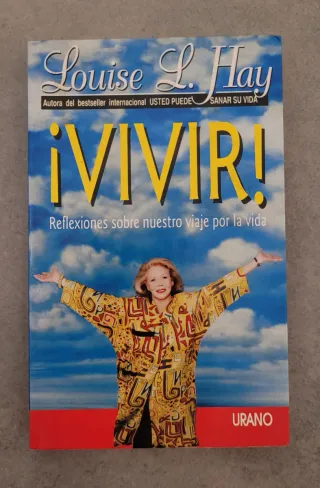 Louise L. Hay
Autora del bestseller internacional USTED PUEDE SANAR SU VIDA
¡VIVIR!
Reflexiones sobre nuestro viaje por la vida
URANO